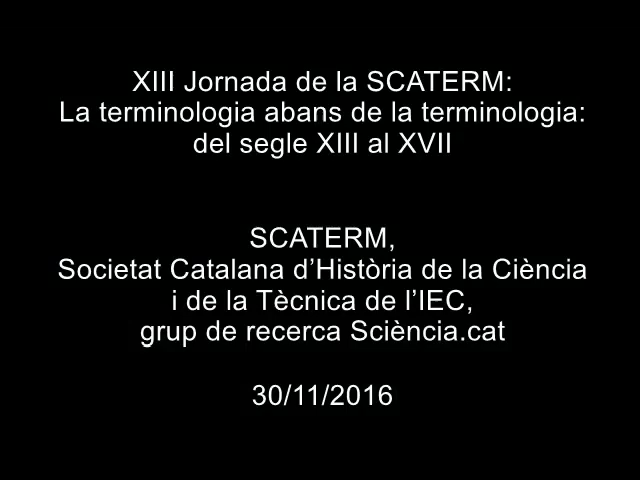 XIII Jornada de la SCATERM:
La terminologia abans de la terminologia:
del segle XIII al XVII
SCATERM,
Societat Catalana d’Història de la Ciència
i de la Tècnica de l’IEC,
grup de recerca Sciència.cat
30/11/2016